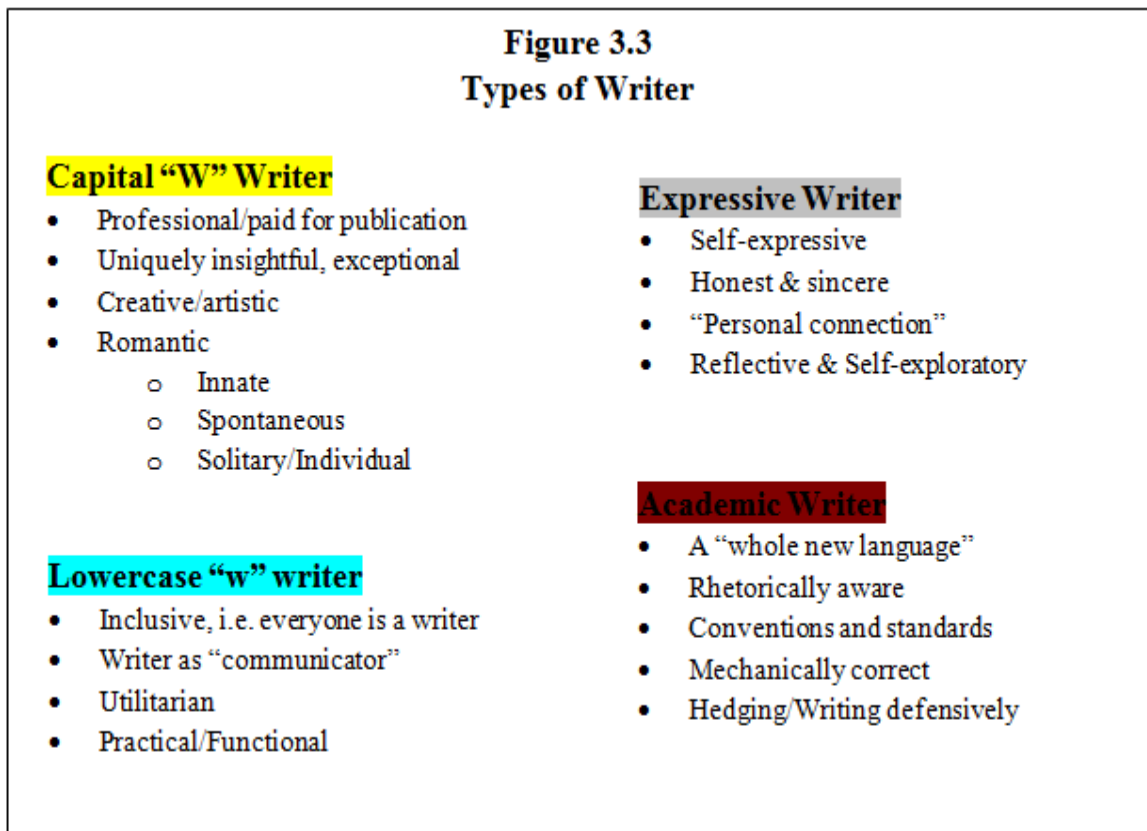 Figure 3.3
Types of Writer
Capital “W” Writer
• Professional/paid for publication
• Uniquely insightful, exceptional
• Creative/artistic
• Romantic
o Innate
o Spontaneous
o Solitary/Individual
Lowercase “w” writer
• Inclusive, i.e. everyone is a writer
• Writer as “communicator”
• Utilitarian
• Practical/Functional
Expressive Writer
• Self-expressive
• Honest & sincere
• “Personal connection”
• Reflective & Self-exploratory
Academic Writer
• A “whole new language”
• Rhetorically aware
• Conventions and standards
• Mechanically correct
• Hedging/Writing defensively